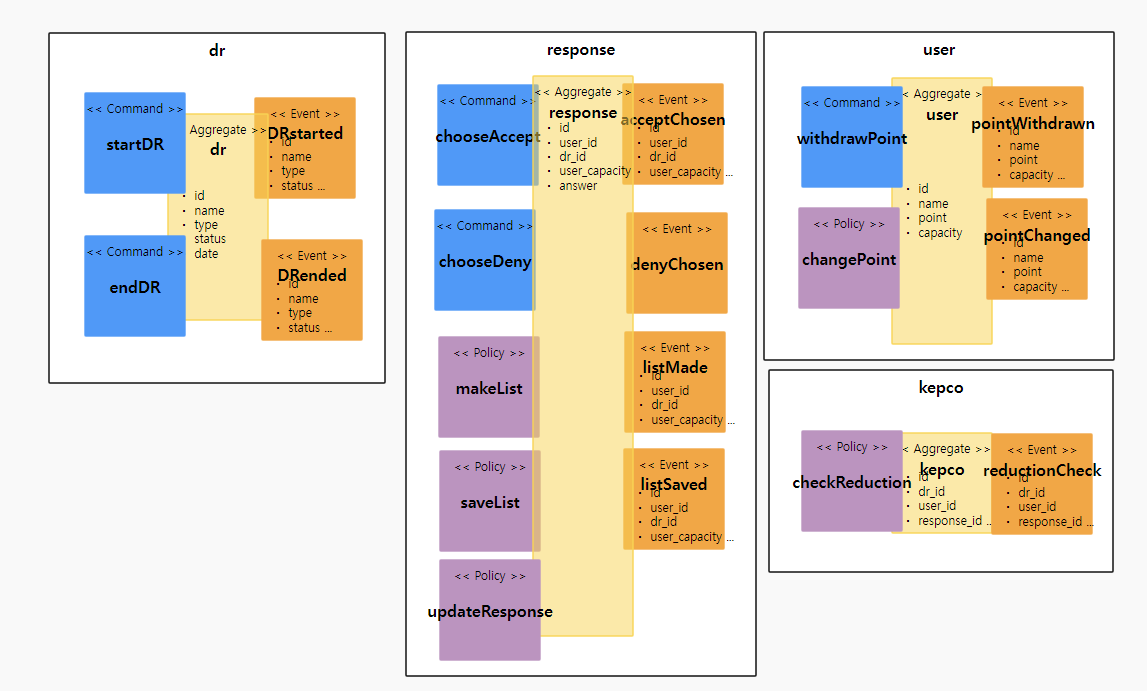 dr
<< Command >>
startDR
Aggregate >>
dr
· id
· name
· type
status
date
<< Event >>
DRstarted
· id
· name
· type
· status ...
<< Command >>
endDR
<< Event >>
DRended
· id
· name
· type
· status ...
response
<< Command >>
chooseAccept
<< Aggregate >>
response
· id
· user_id
· dr_id
· user_capacity
· answer
<< Event >>
acceptChosen
· id
· user_id
· dr_id
· user_capacity ...
<< Command >>
chooseDeny
<< Event >>
denyChosen
<< Policy >>
makeList
<< Event >>
listMade
· id
· user_id
· dr_id
· user_capacity ...
<< Policy >>
saveList
<< Event >>
listSaved
· id
· user_id
· dr_id
· user_capacity ...
<< Policy >>
updateResponse
user
<< Command >>
withdrawPoint
< Aggregate >
user
· id
· name
· point
· capacity
<< Event >>
pointWithdrawn
· id
· name
· point
· capacity ...
<< Policy >>
changePoint
<< Event >>
pointChanged
· id
· name
· point
· capacity ...
kepco
<< Policy >>
checkReduction
< Aggregate >>
kepco
· id
· dr_id
· user_id
· response_id ..
<< Event >>
reductionCheck
· id
· dr_id
· user_id
· response_id ...